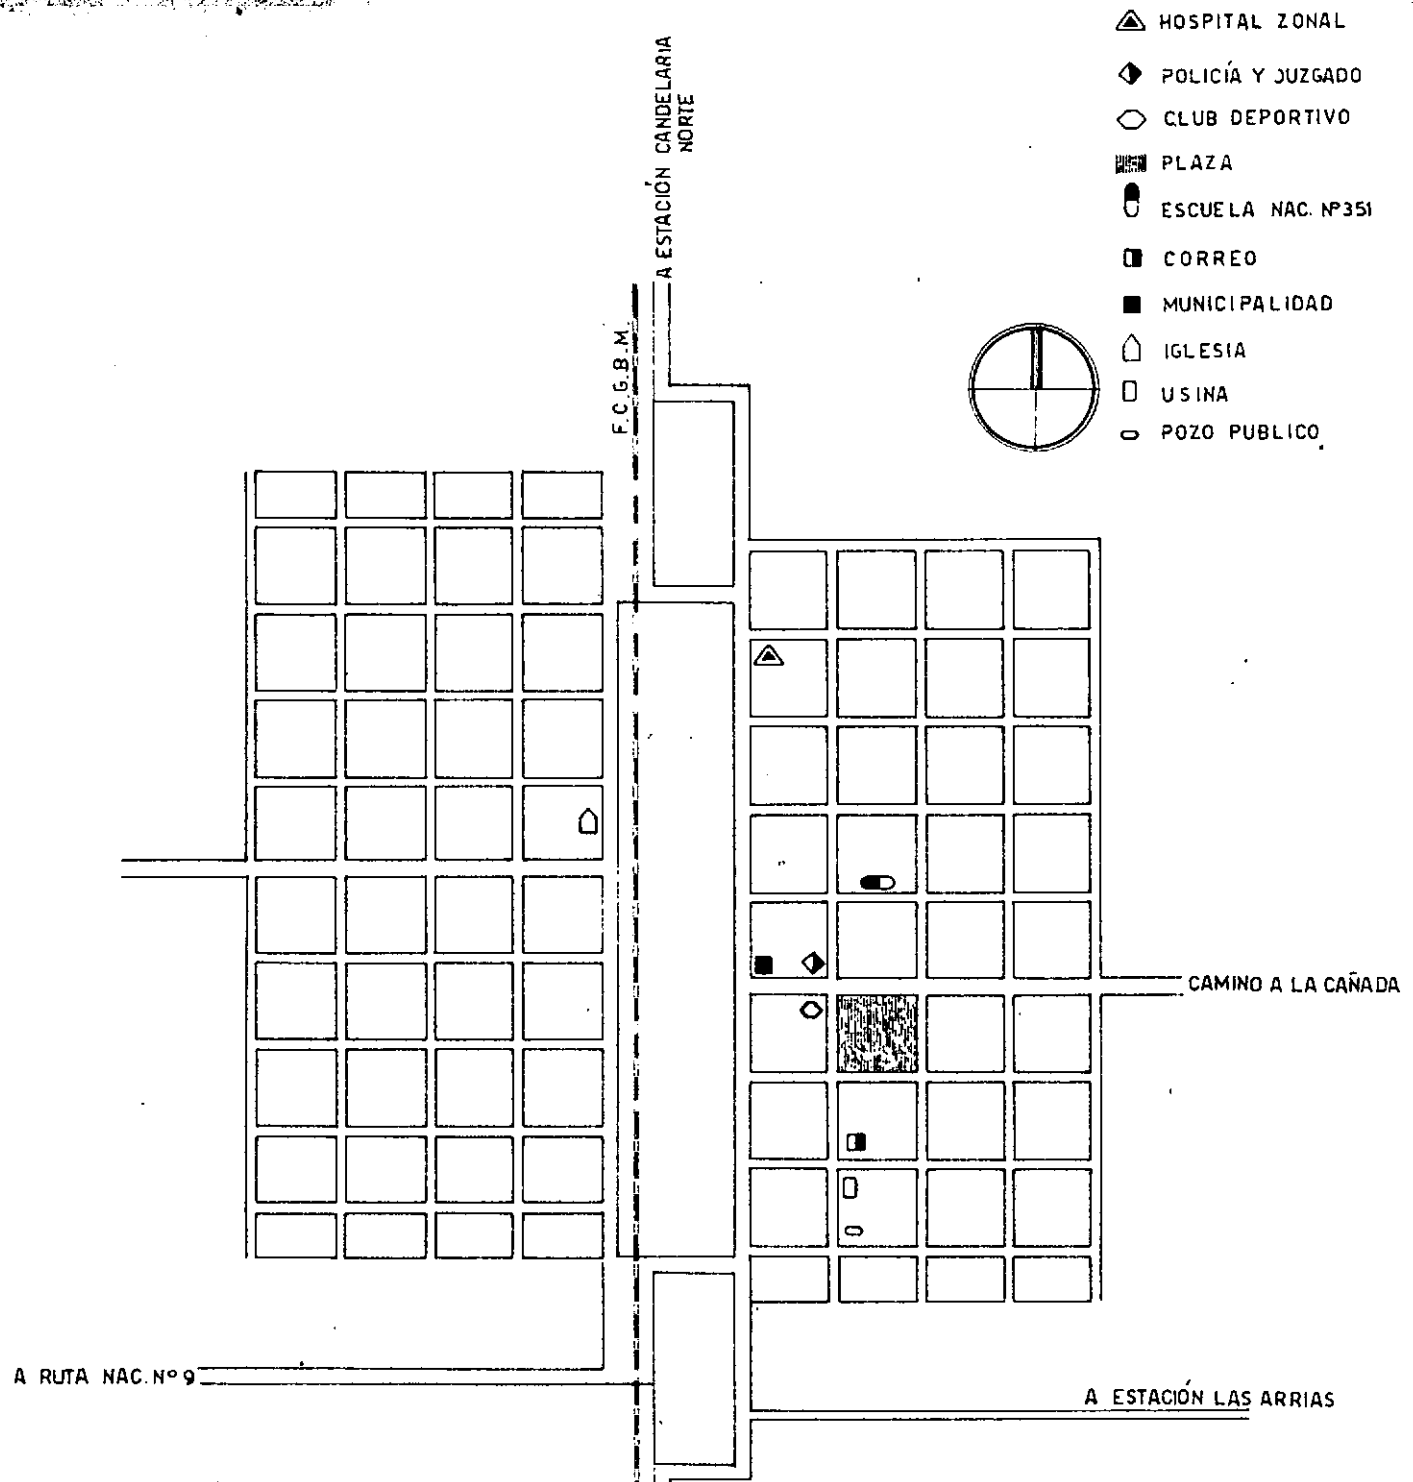 HOSPITAL ZONAL
POLICÍA Y JUZGADO
CLUB DEPORTIVO
PLAZA
ESCUELA NAC. Nº351
CORREO
MUNICIPALIDAD
IGLESIA
USINA
POZO PUBLICO
A ESTACIÓN CANDELARIA
NORTE
F.C.G.B.M.
CAMINO A LA CAÑADA
A RUTA NAC. Nº 9
A ESTACIÓN LAS ARRIAS